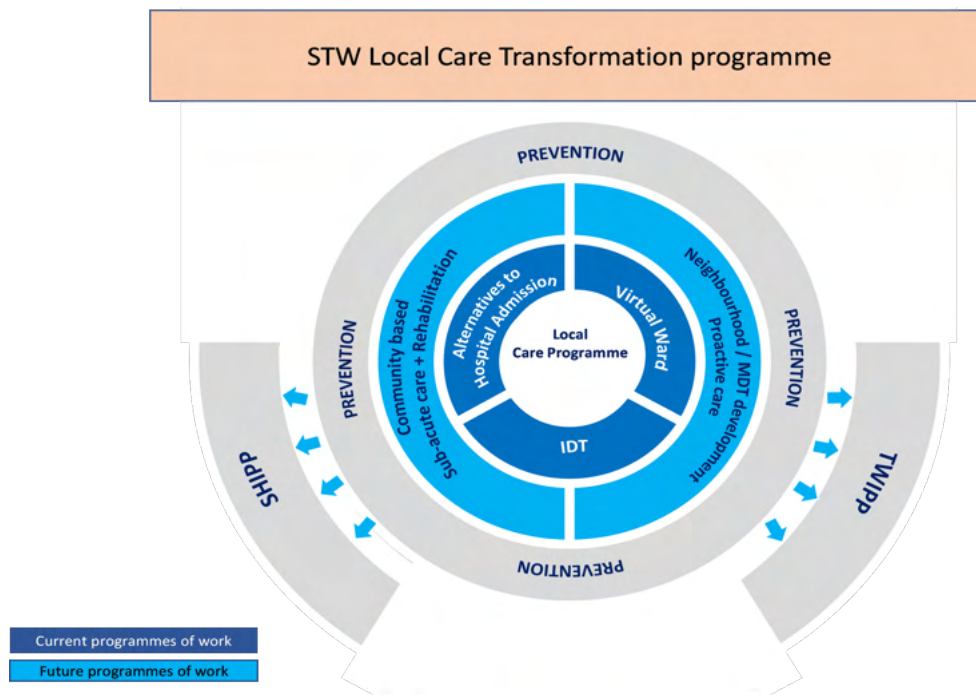 STW Local Care Transformation programme
PREVENTION
PREVENTION
Community based
Sub-acute care + Rehabilitation
Alternatives to
Hospital Admission
Virtual Ward
Local
Care Programme
IDT
Neighbourhood / MDT development
Proactive care
PREVENTION
PREVENTION
SHIPP
TWIPP
Current programmes of work
Future programmes of work